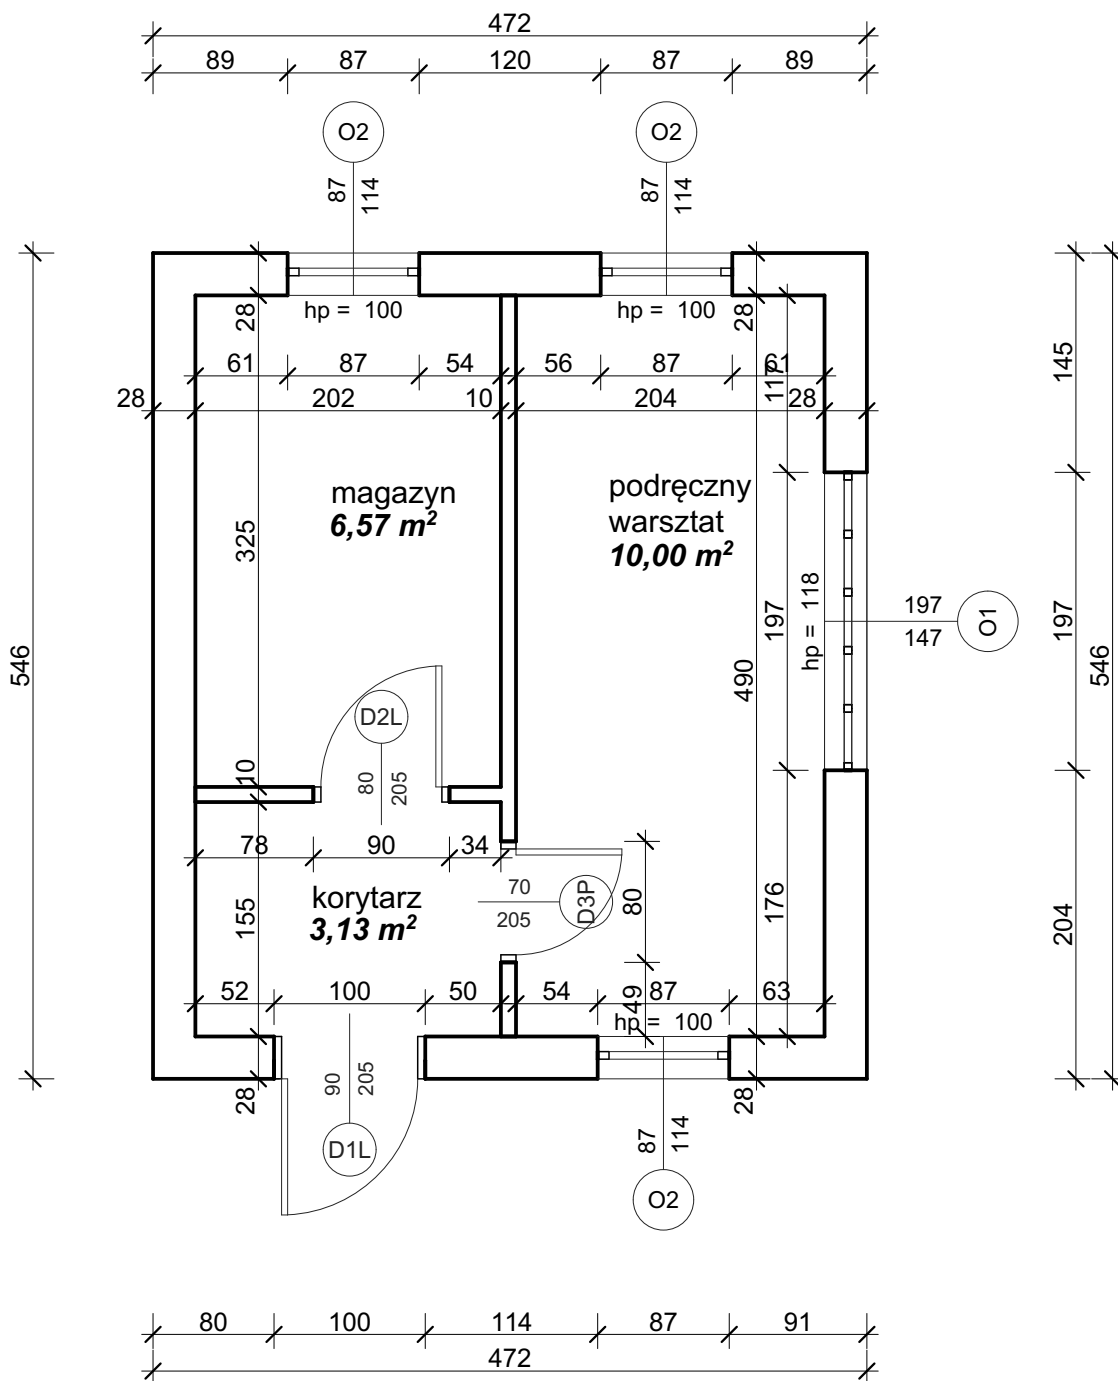 472
89 87 120 87 89
O2 O2
87 114 87 114
28 hp = 100 hp = 100 28
61 87 54 56 87 61
117
28 202 10 204 28
145
magazyn
6,57 m²
podręczny
warsztat
10,00 m²
325
hp = 118
197
197
147
O1
197
546
490
546
D2L
80 205
10
78 90 34
korytarz
3,13 m²
155
70
205
D3P
80
176
204
52 100 50 54 87 63
49
hp = 100
90 205
28
D1L
87 114
28
O2
80 100 114 87 91
472